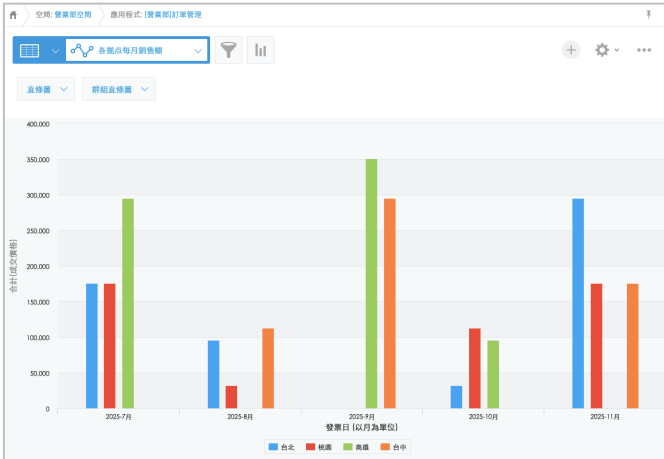 空間: 營業部空間 應用程式: [營業部]訂單管理
各拠点每月銷售額
直條圖 群組直條圖
400,000
350,000
300,000
250,000
200,000
150,000
100,000
50,000
0
合計(成交價格)
2025-7月 2025-8月 2025-9月 2025-10月 2025-11月
發票日 (以月為單位)
台北 桃園 高雄 台中